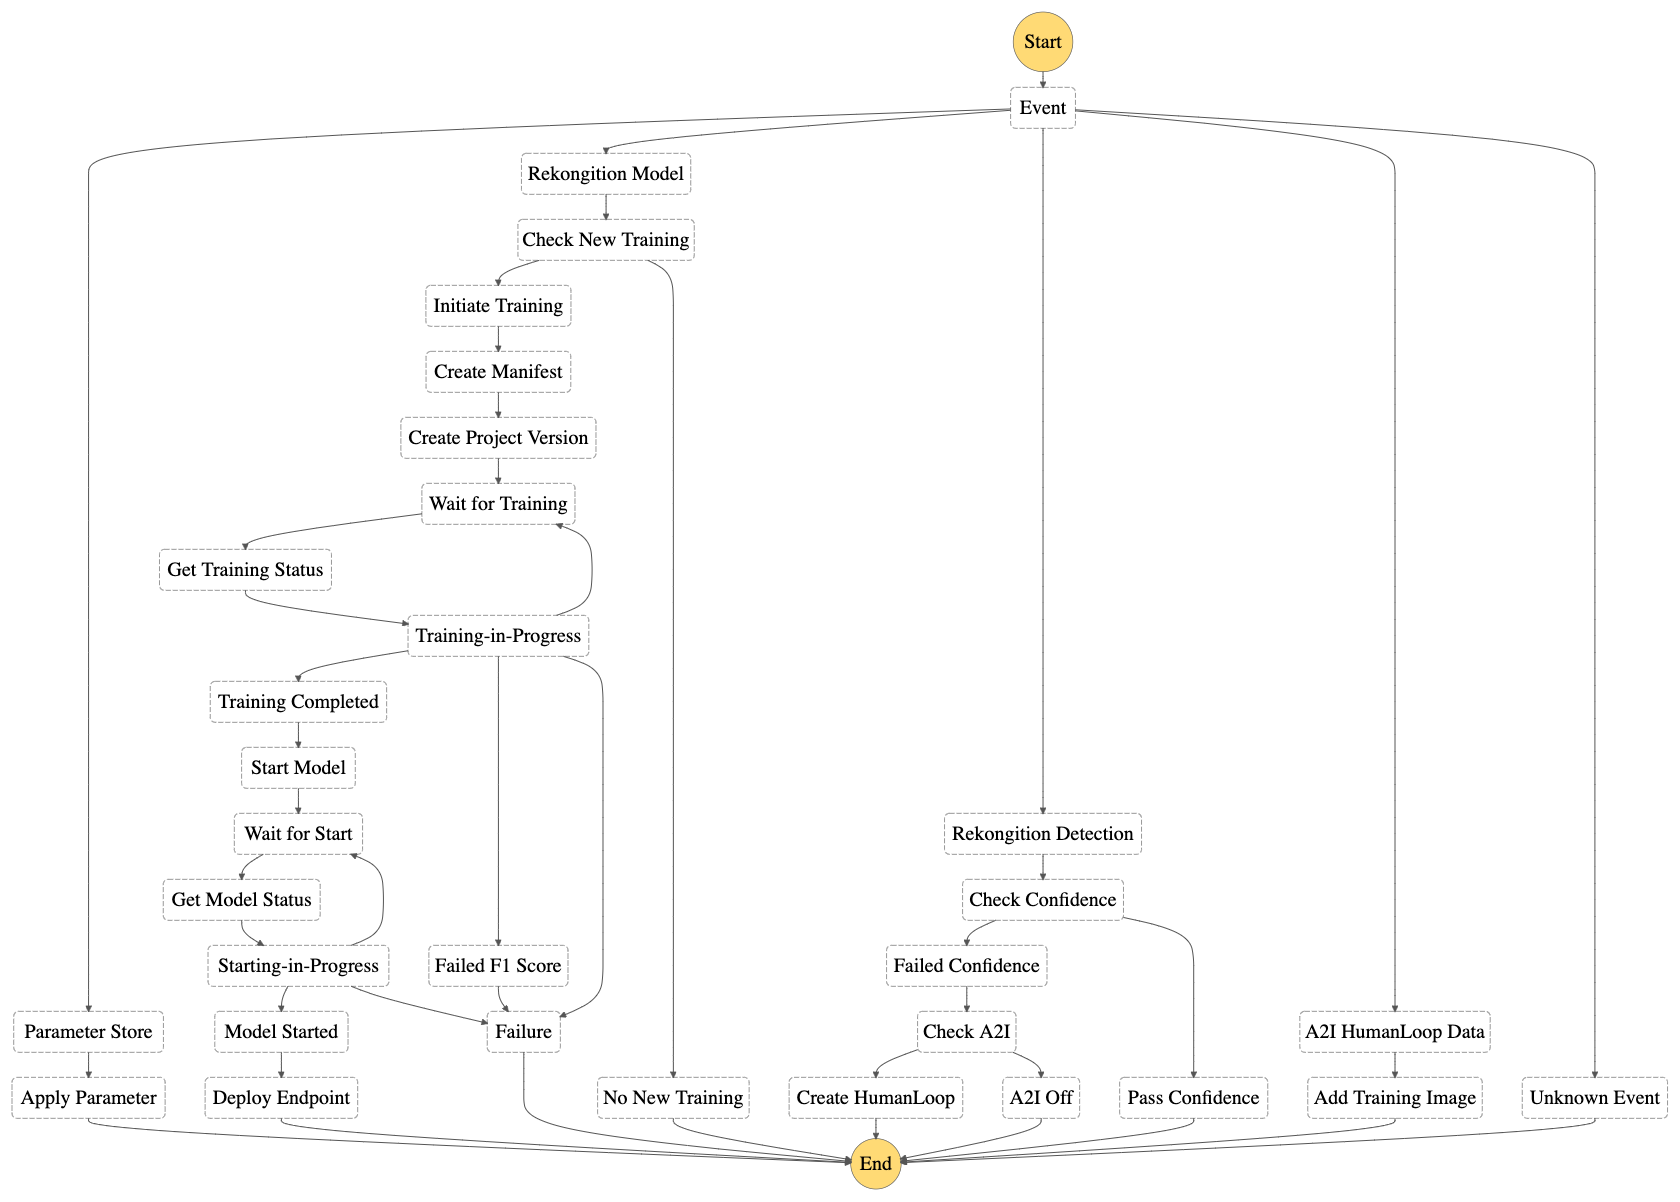 Start
Event
Rekongition Model
Check New Training
Initiate Training
Create Manifest
Create Project Version
Wait for Training
Get Training Status
Training-in-Progress
Training Completed
Start Model
Wait for Start
Rekongition Detection
Get Model Status
Check Confidence
Starting-in-Progress
Failed F1 Score
Failed Confidence
Parameter Store
Model Started
Failure
Check A2I
A2I HumanLoop Data
Apply Parameter
Deploy Endpoint
No New Training
Create HumanLoop
A2I Off
Pass Confidence
Add Training Image
Unknown Event
End